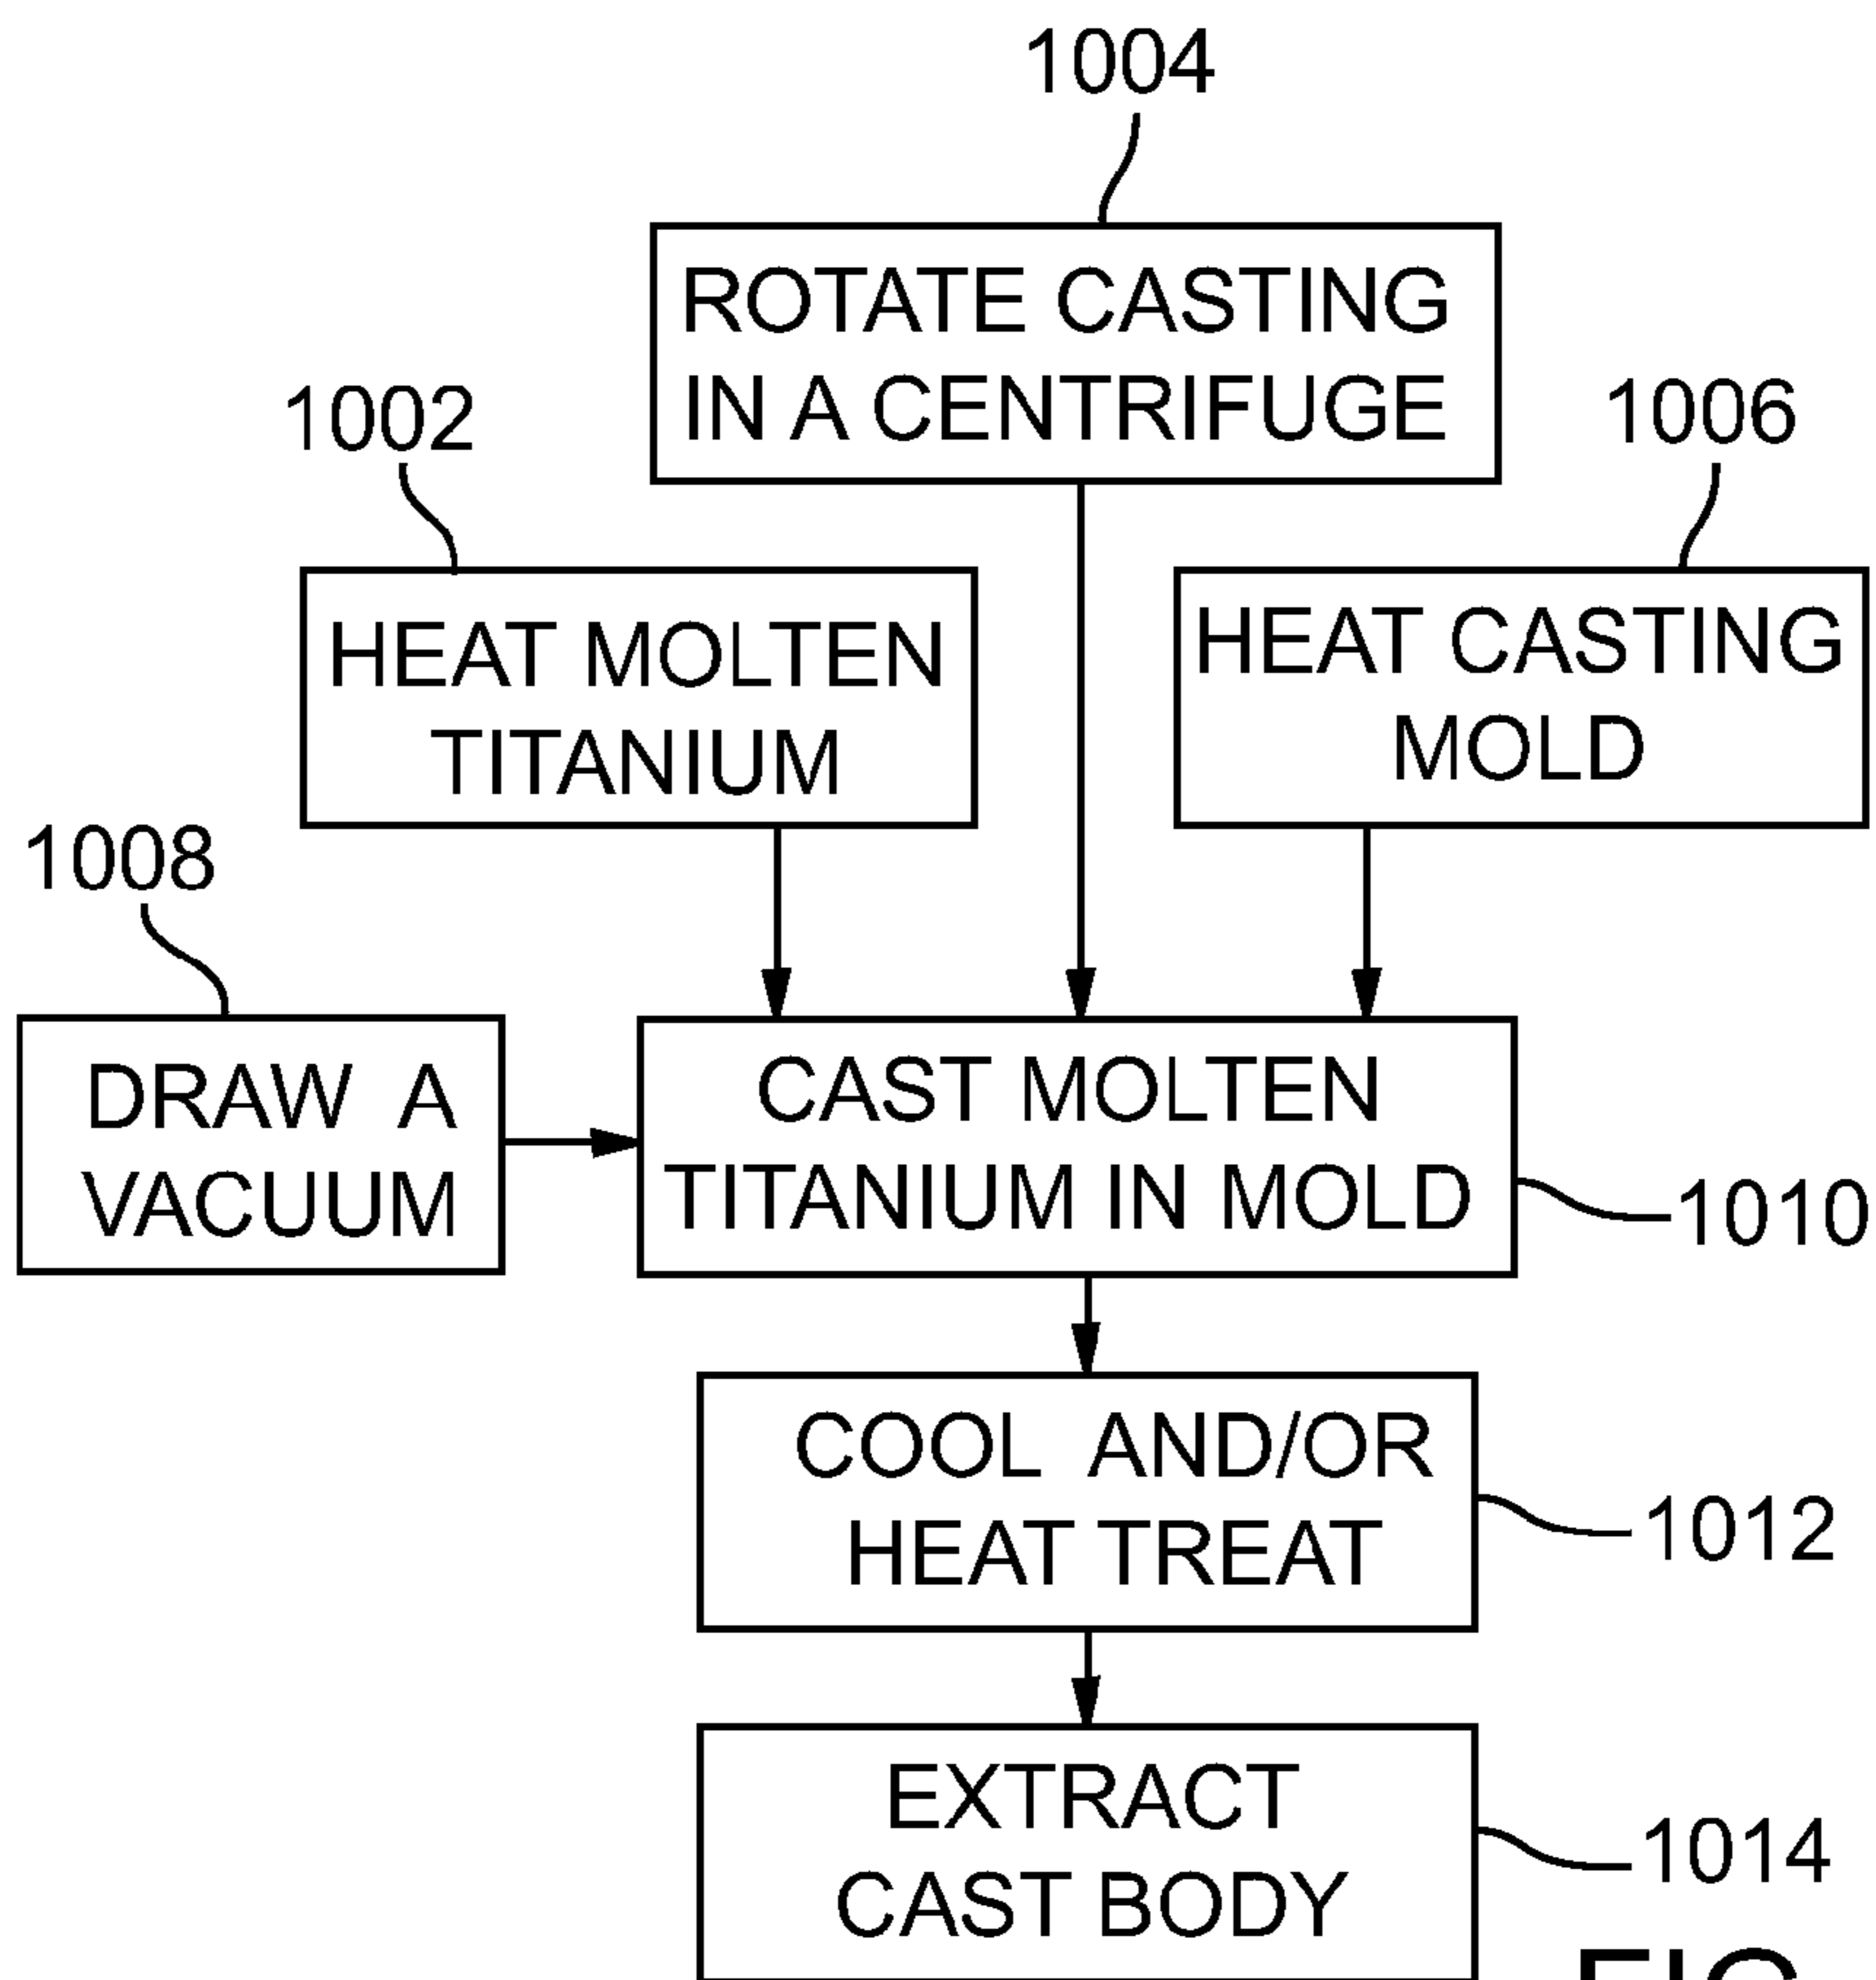 1004
ROTATE CASTING
IN A CENTRIFUGE
1002
1006
HEAT MOLTEN
TITANIUM
HEAT CASTING
MOLD
1008
DRAW A
VACUUM
CAST MOLTEN
TITANIUM IN MOLD
1010
COOL AND/OR
HEAT TREAT
1012
EXTRACT
CAST BODY
1014